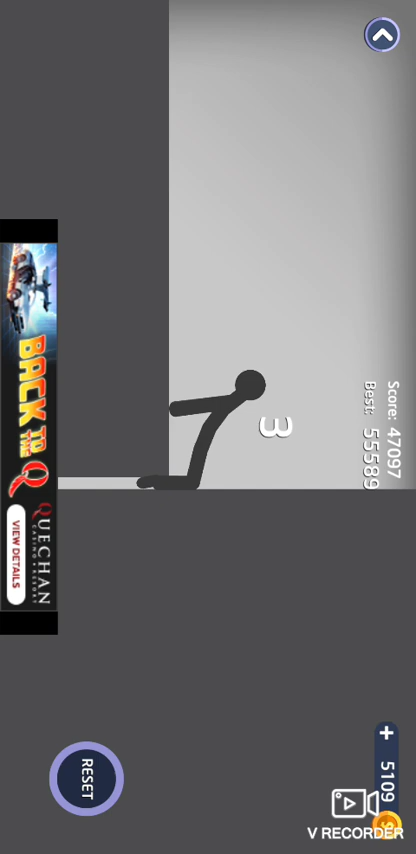 Score: 47097
Best: 55589
3
+ 5109
RESET
BACK TO THE Q
QUECHAN
CASINO + RESORT
VIEW DETAILS
V RECORDER